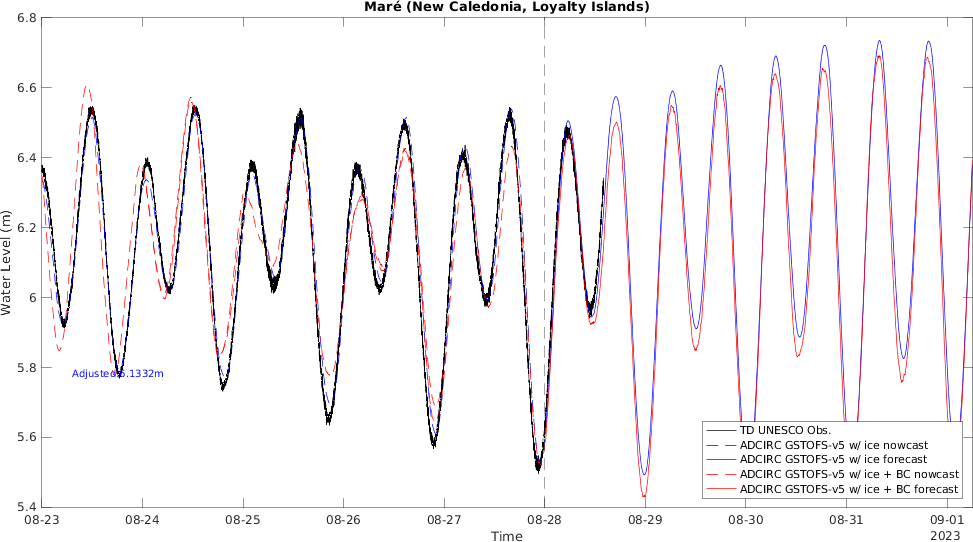 Maré (New Caledonia, Loyalty Islands)
6.8
6.6
6.4
6.2
6
5.8
5.6
5.4
Water Level (m)
Adjusted 6.1332m
TD UNESCO Obs.
ADCIRC GSTOFS-v5 w/ ice nowcast
ADCIRC GSTOFS-v5 w/ ice forecast
ADCIRC GSTOFS-v5 w/ ice + BC nowcast
ADCIRC GSTOFS-v5 w/ ice + BC forecast
08-23 08-24 08-25 08-26 08-27 08-28 08-29 08-30 08-31 09-01
Time
2023